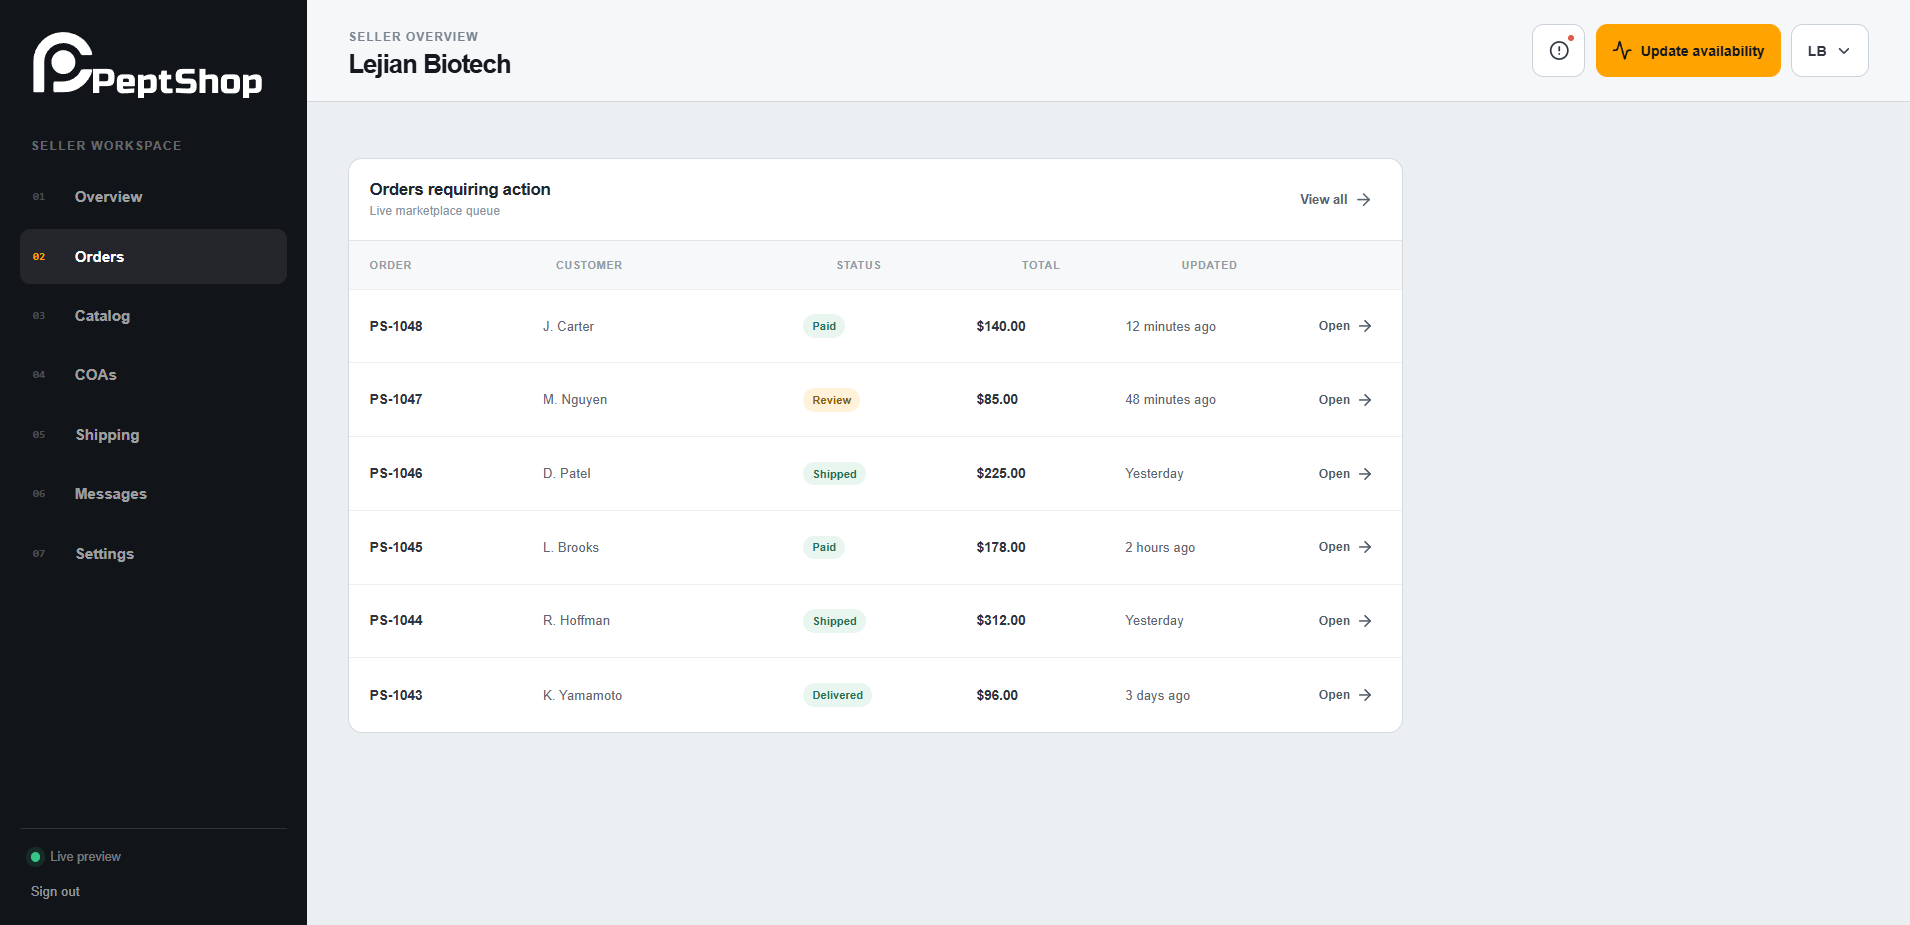 PeptShop
SELLER WORKSPACE
01 Overview
02 Orders
03 Catalog
04 COAs
05 Shipping
06 Messages
07 Settings
Live preview
Sign out
SELLER OVERVIEW
Lejian Biotech
Update availability
LB
Orders requiring action
Live marketplace queue
View all
ORDER CUSTOMER STATUS TOTAL UPDATED
PS-1048 J. Carter Paid $140.00 12 minutes ago Open
PS-1047 M. Nguyen Review $85.00 48 minutes ago Open
PS-1046 D. Patel Shipped $225.00 Yesterday Open
PS-1045 L. Brooks Paid $178.00 2 hours ago Open
PS-1044 R. Hoffman Shipped $312.00 Yesterday Open
PS-1043 K. Yamamoto Delivered $96.00 3 days ago Open